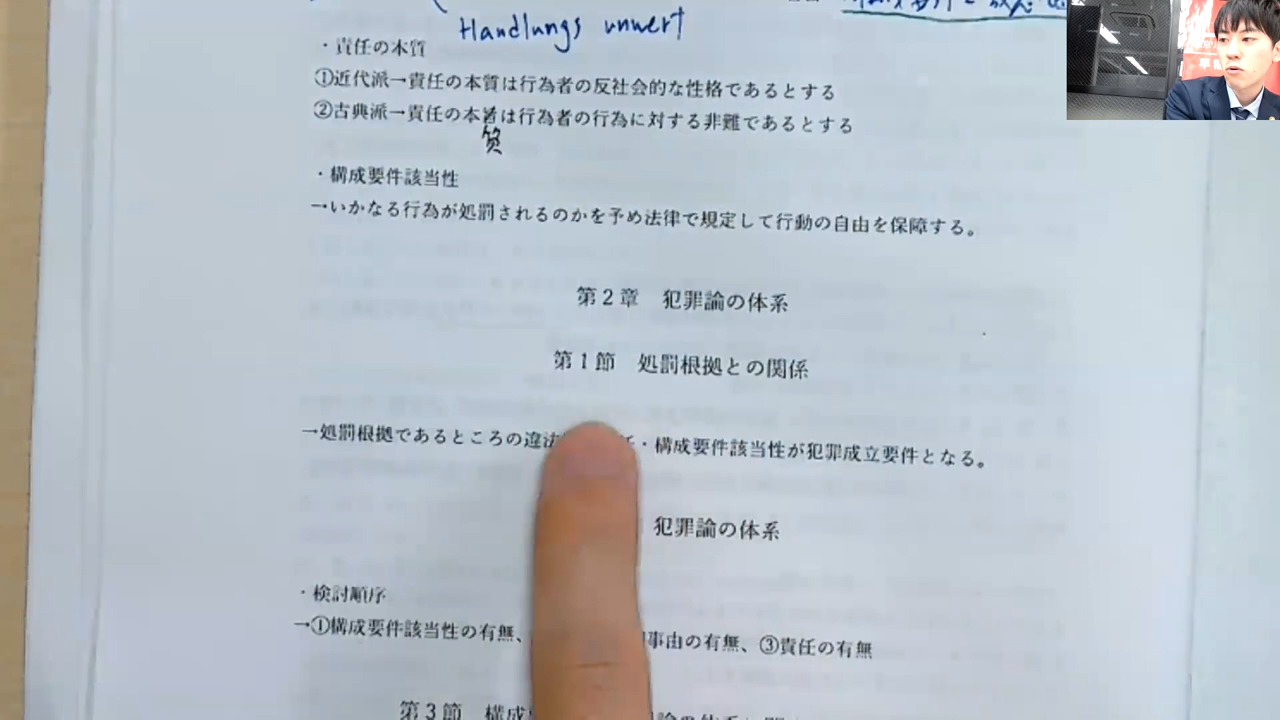 Handlungs unwert
・責任の本質
①近代派→責任の本質は行為者の反社会的な性格であるとする
②古典派→責任の本は行為者の行為に対する非難であるとする
質
・構成要件該当性
→いかなる行為が処罰されるのかを予め法律で規定して行動の自由を保障する。
第2章 犯罪論の体系
第1節 処罰根拠との関係
→処罰根拠であるところの違法 ・構成要件該当性が犯罪成立要件となる。
犯罪論の体系
・検討順序
→①構成要件該当性の有無、 事由の有無、③責任の有無
第3節 構成